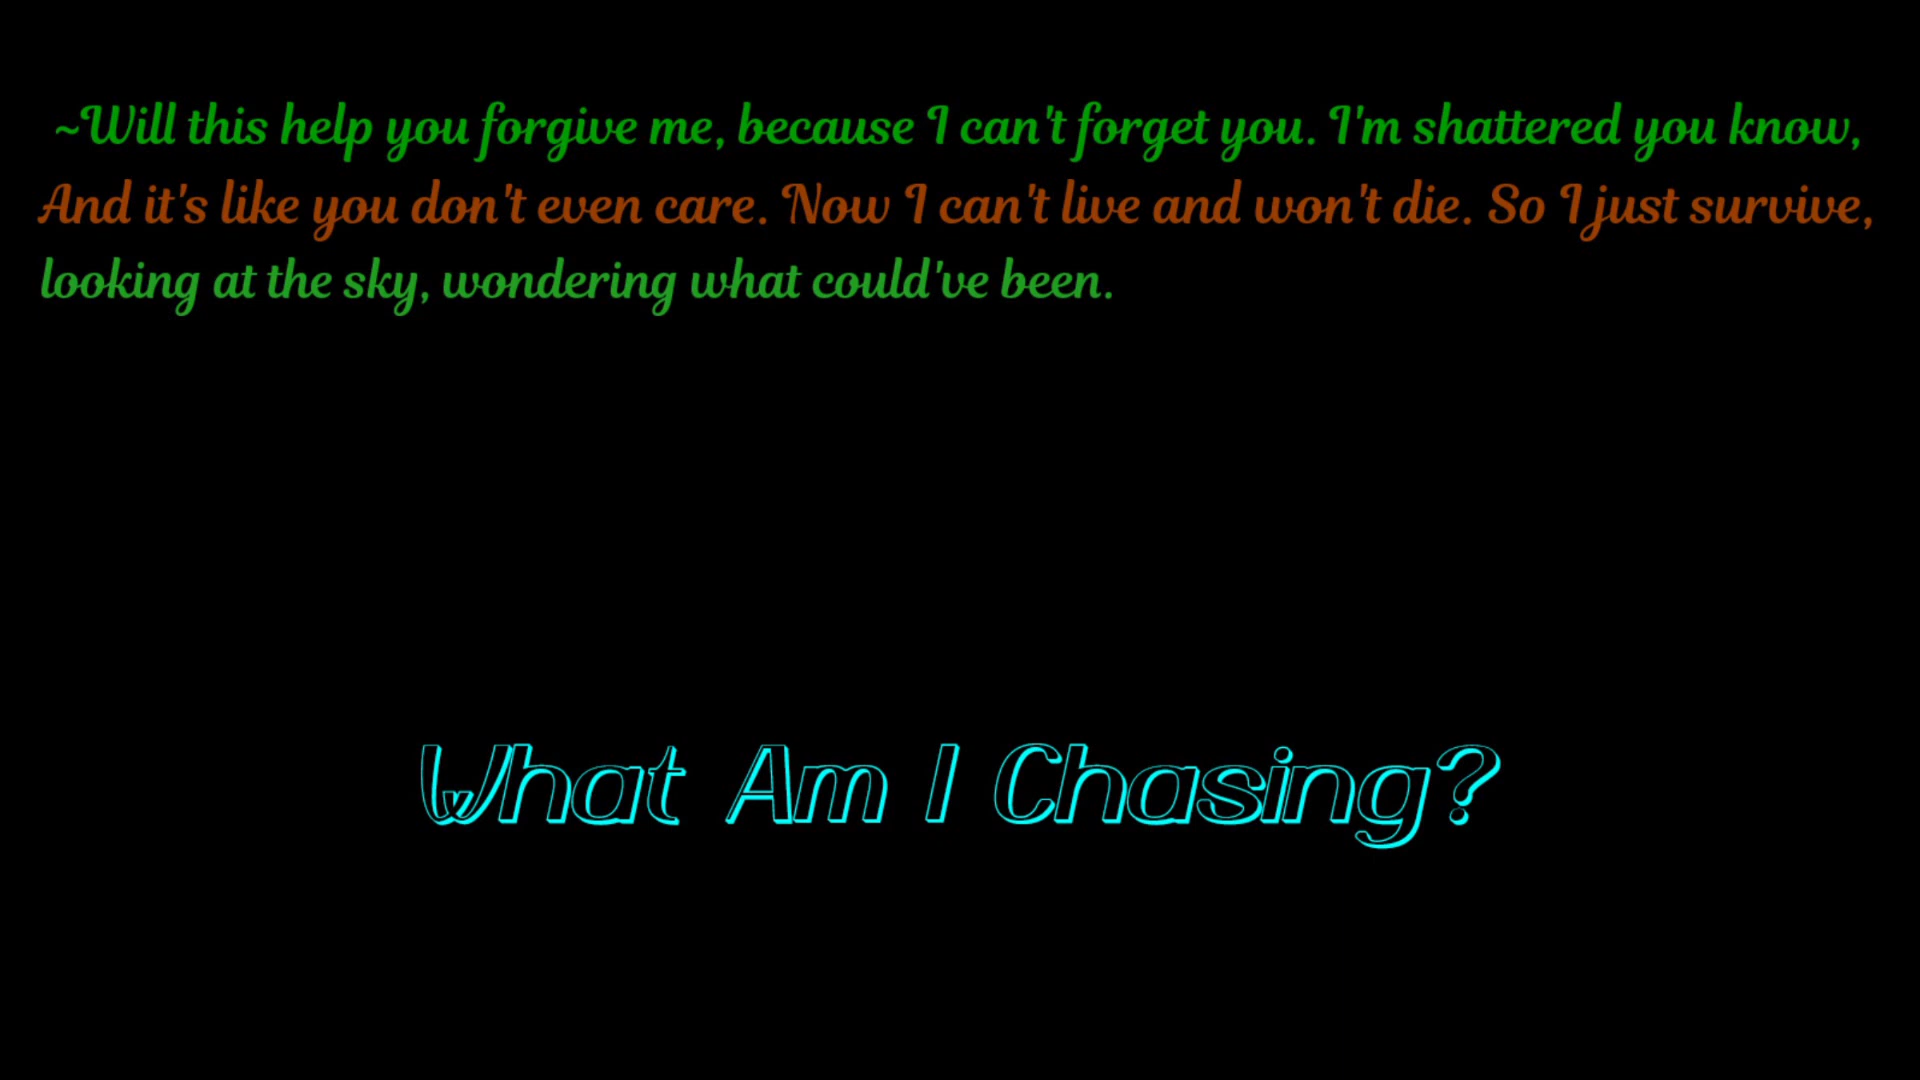 ~Will this help you forgive me, because I can't forget you. I'm shattered you know,
And it's like you don't even care. Now I can't live and won't die. So I just survive,
looking at the sky, wondering what could've been.
What Am I Chasing?